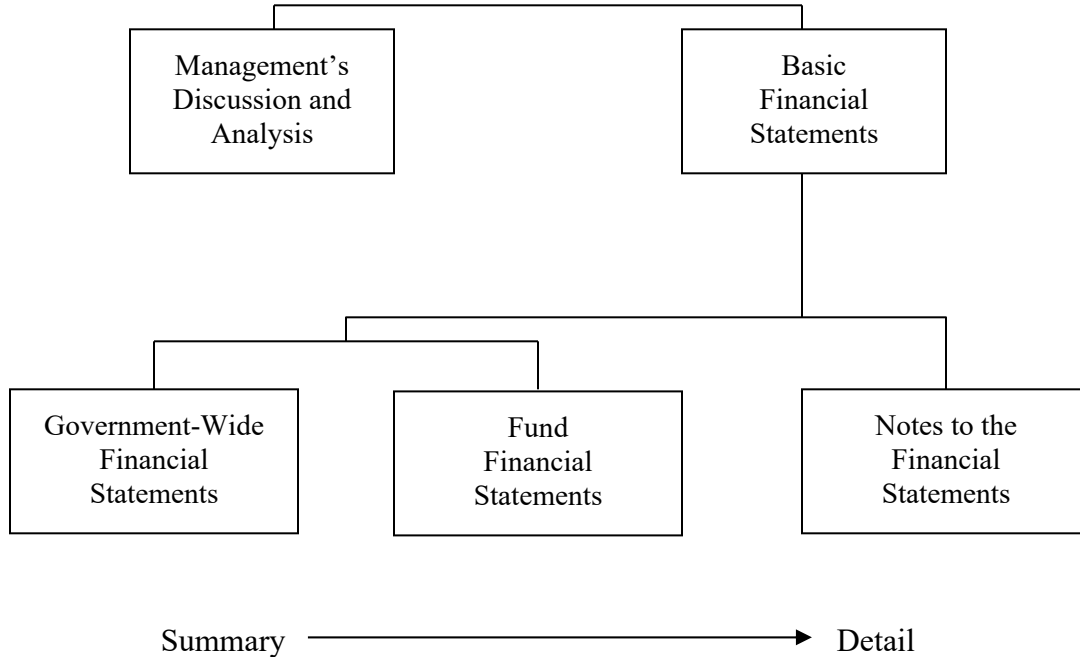 Management’s
Discussion and
Analysis
Basic
Financial
Statements
Government-Wide
Financial
Statements
Fund
Financial
Statements
Notes to the
Financial
Statements
Summary
Detail